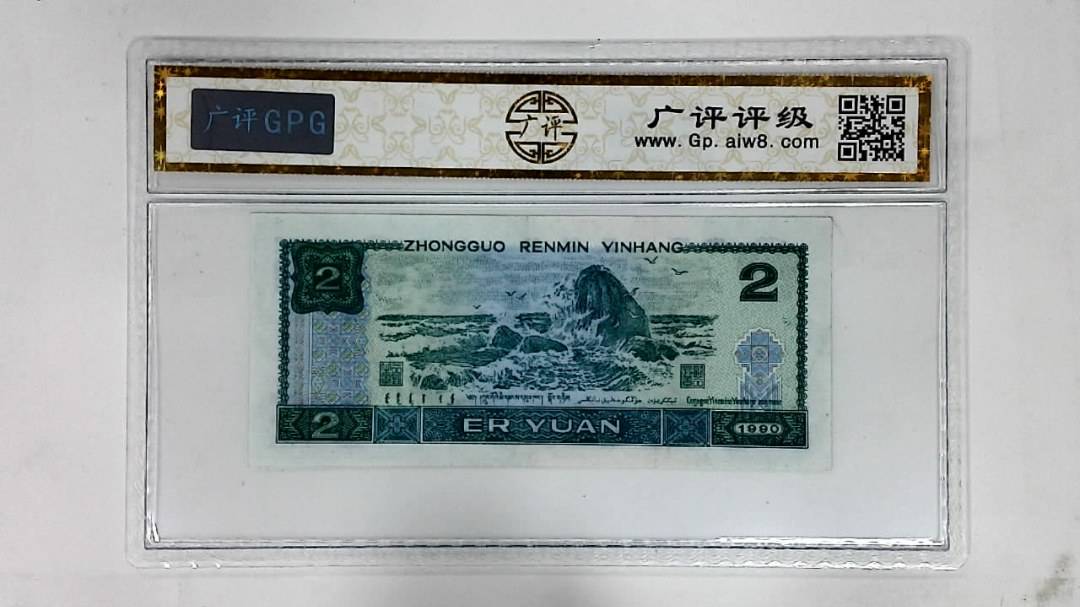 广评GPG
广评
广评评级
www.Gp.aiw8.com
ZHONGGUO RENMIN YINHANG
2
2
2
ER YUAN
1990